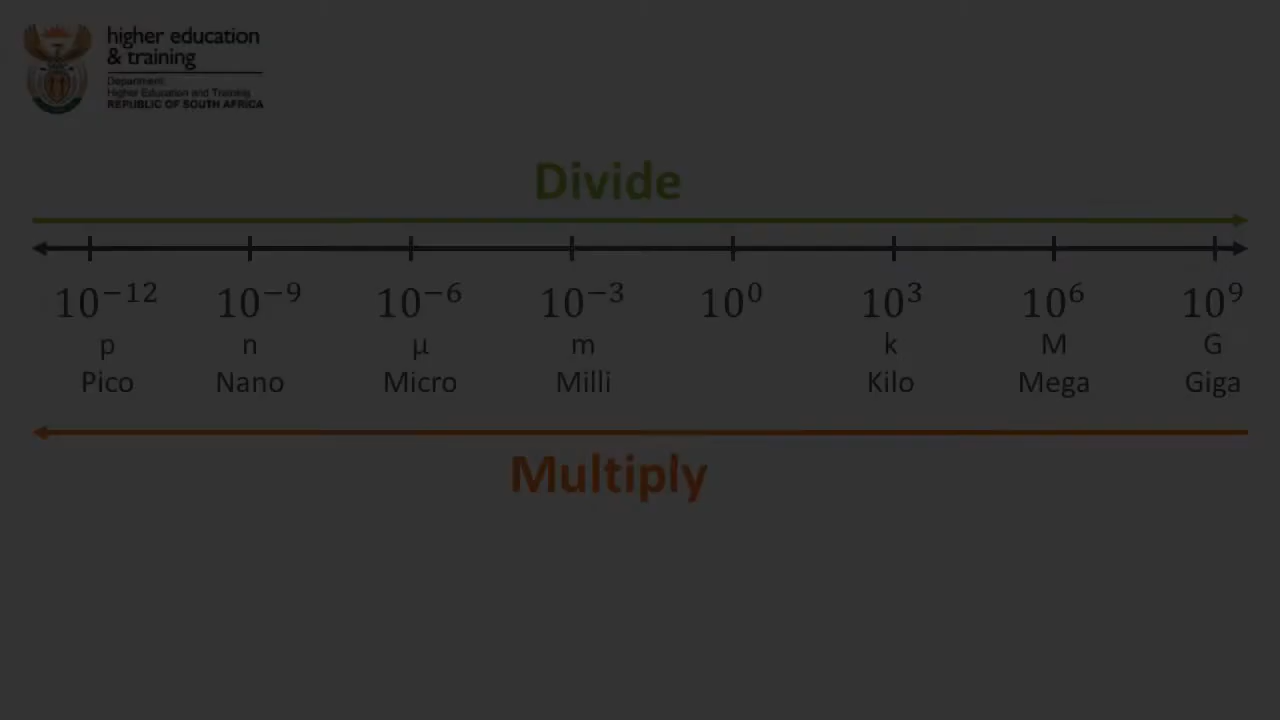 higher education
& training
Department:
Higher Education and Training
REPUBLIC OF SOUTH AFRICA
Divide
10⁻¹² 10⁻⁹ 10⁻⁶ 10⁻³ 10⁰ 10³ 10⁶ 10⁹
p n μ m k M G
Pico Nano Micro Milli Kilo Mega Giga
Multiply